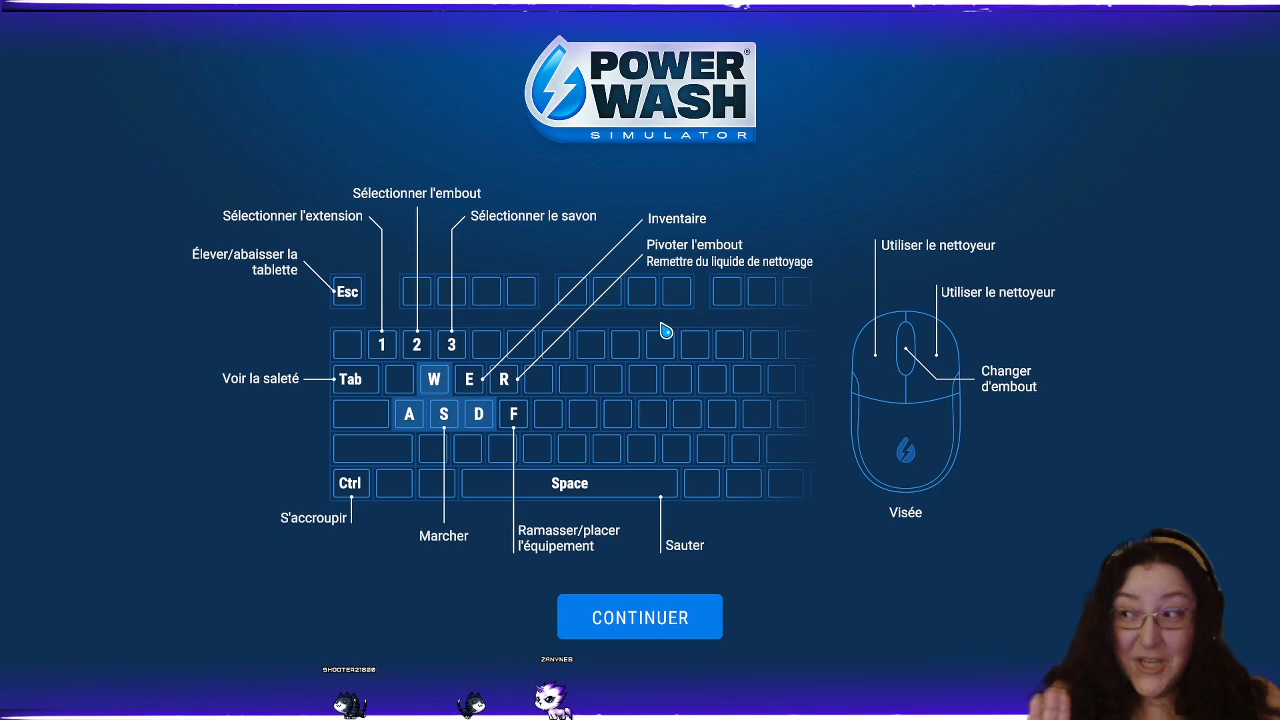 POWER®
WASH
SIMULATOR
Sélectionner l'embout
Sélectionner l'extension
Sélectionner le savon
Inventaire
Élever/abaisser la
tablette
Pivoter l'embout
Remettre du liquide de nettoyage
Utiliser le nettoyeur
Utiliser le nettoyeur
Esc
1 2 3
Voir la saleté
Tab W E R
Changer
d'embout
A S D F
Ctrl Space
Visée
S'accroupir
Marcher
Ramasser/placer
l'équipement
Sauter
CONTINUER
SHOOTER21800
ZANYNEB